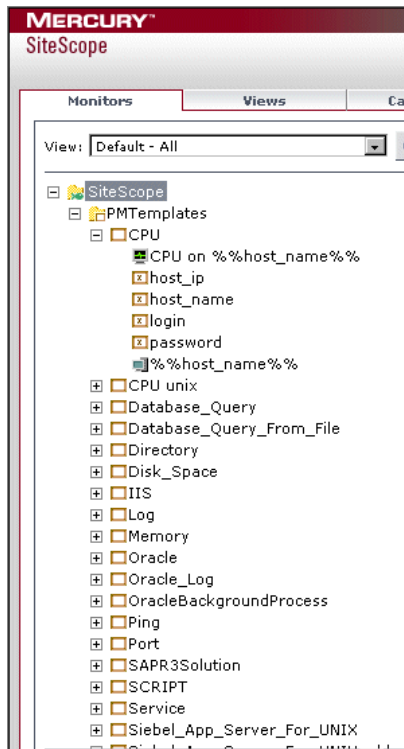 MERCURY™
SiteScope
Monitors Views Ca
View: Default - All
SiteScope
PMTemplates
CPU
CPU on %%host_name%%
host_ip
host_name
login
password
%%host_name%%
CPU unix
Database_Query
Database_Query_From_File
Directory
Disk_Space
IIS
Log
Memory
Oracle
Oracle_Log
OracleBackgroundProcess
Ping
Port
SAPR3Solution
SCRIPT
Service
Siebel_App_Server_For_UNIX